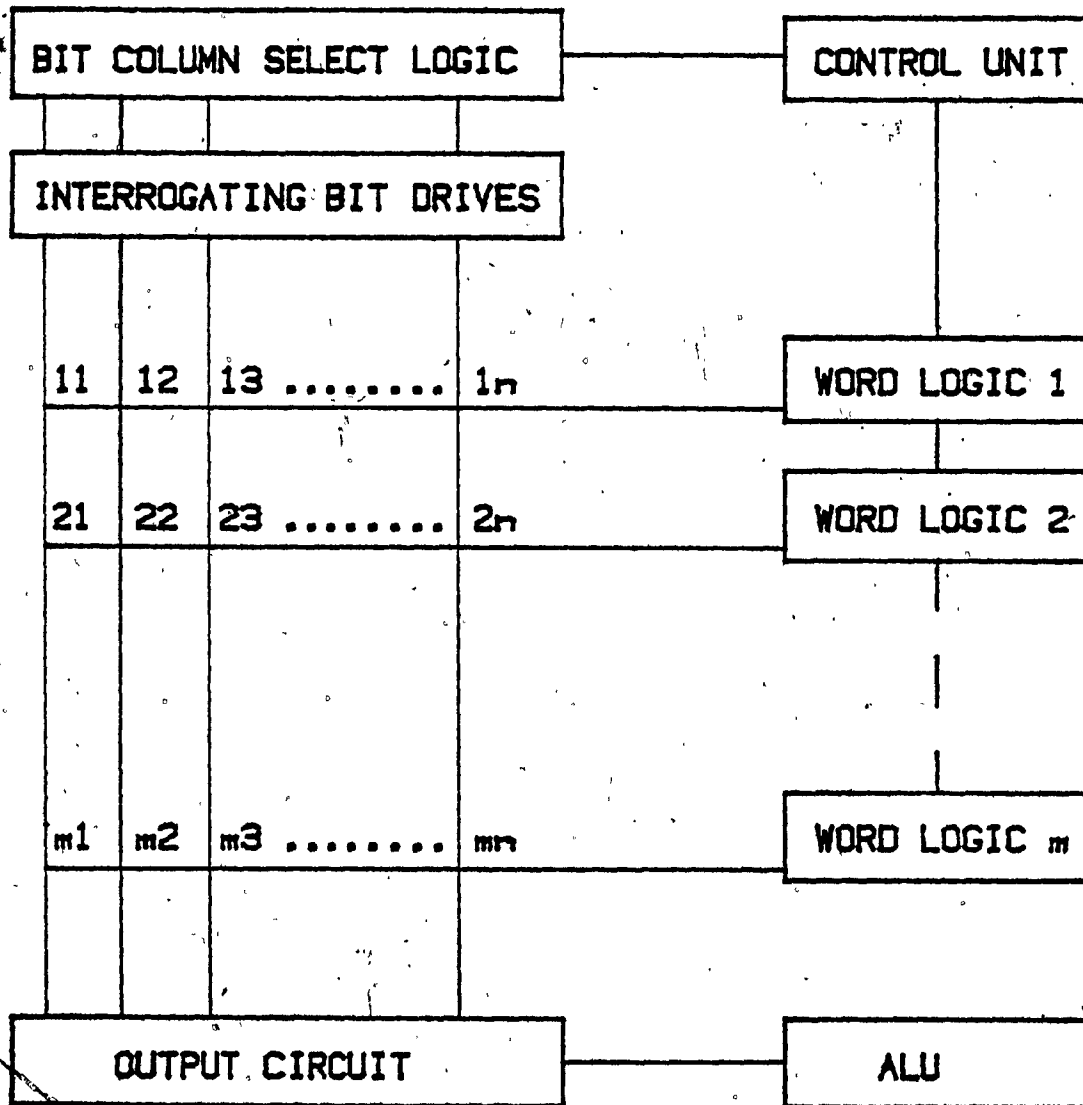 BIT COLUMN SELECT LOGIC
CONTROL UNIT
INTERROGATING BIT DRIVES
11 12 13 ........ 1n
WORD LOGIC 1
21 22 23 ........ 2n
WORD LOGIC 2
m1 m2 m3 ........ mn
WORD LOGIC m
OUTPUT CIRCUIT
ALU